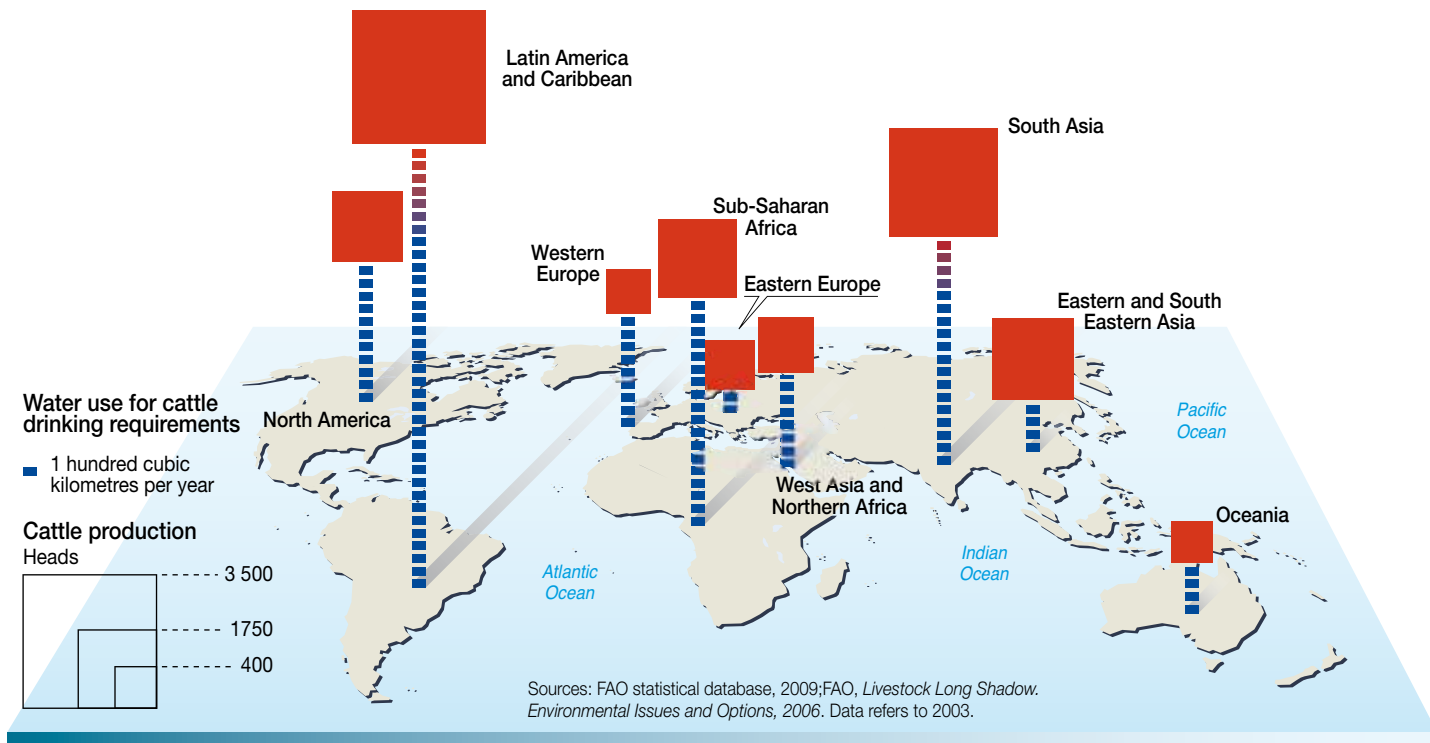 Latin America
and Caribbean
South Asia
Sub-Saharan
Africa
Western
Europe
Eastern Europe
Eastern and South
Eastern Asia
North America
West Asia and
Northern Africa
Oceania
Pacific
Ocean
Atlantic
Ocean
Indian
Ocean
Water use for cattle
drinking requirements
1 hundred cubic
kilometres per year
Cattle production
Heads
3 500
1750
400
Sources: FAO statistical database, 2009;FAO, Livestock Long Shadow.
Environmental Issues and Options, 2006. Data refers to 2003.